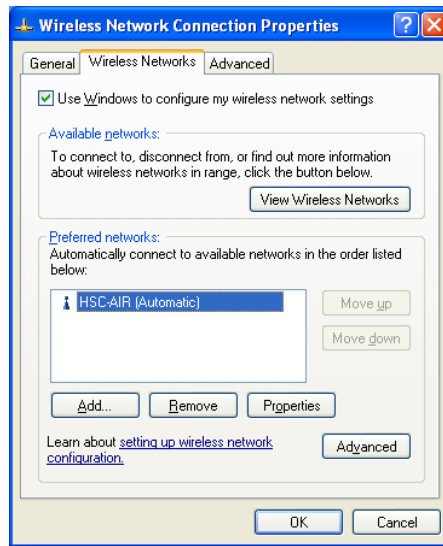 Wireless Network Connection Properties
General
Wireless Networks
Advanced
Use Windows to configure my wireless network settings
Available networks:
To connect to, disconnect from, or find out more information
about wireless networks in range, click the button below.
View Wireless Networks
Preferred networks:
Automatically connect to available networks in the order listed
below:
HSC-AIR (Automatic)
Move up
Move down
Add...
Remove
Properties
Learn about setting up wireless network
configuration.
Advanced
OK
Cancel